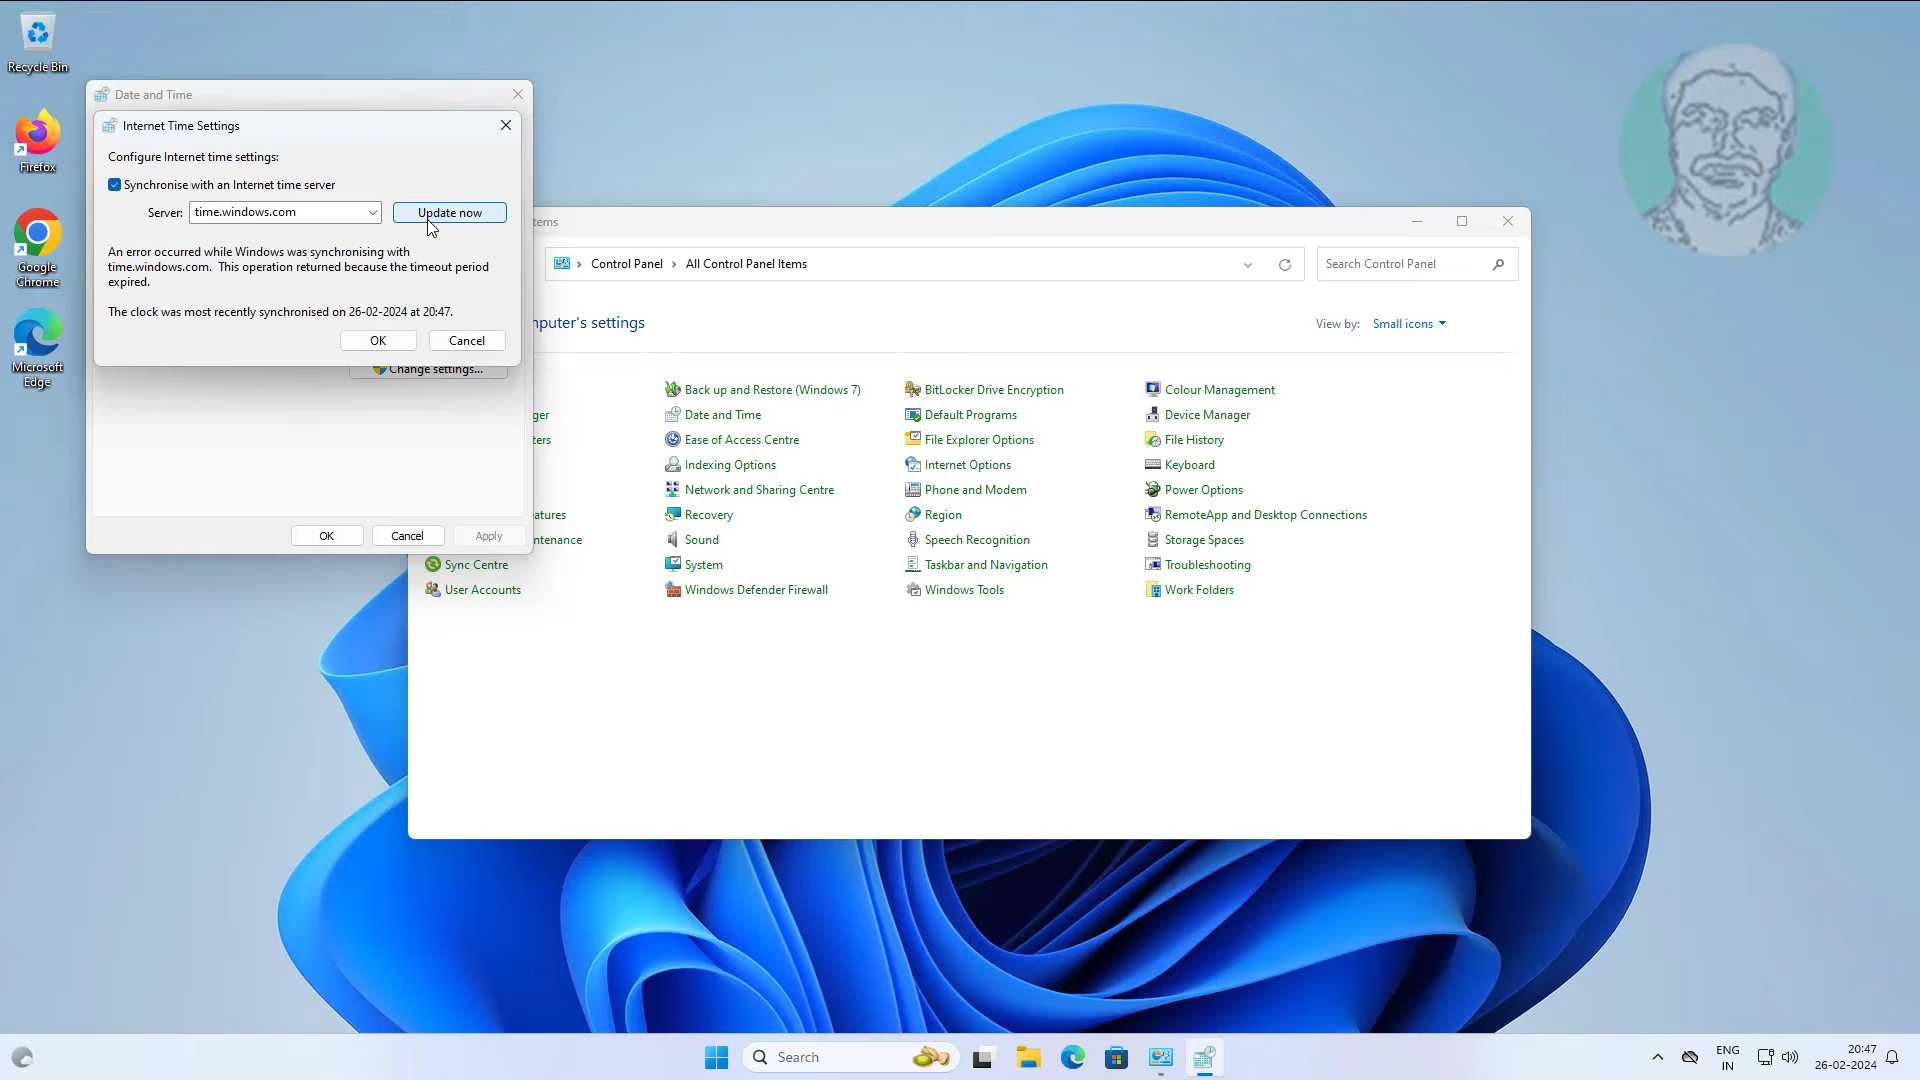 Recycle Bin
Firefox
Google
Chrome
Microsoft
Edge
Date and Time
Internet Time Settings
Configure Internet time settings:
Synchronise with an Internet time server
Server: time.windows.com Update now
An error occurred while Windows was synchronising with
time.windows.com. This operation returned because the timeout period
expired.
The clock was most recently synchronised on 26-02-2024 at 20:47.
OK Cancel
Change settings...
OK Cancel Apply
tems
Control Panel All Control Panel Items Search Control Panel
mputer's settings View by: Small icons
Back up and Restore (Windows 7) BitLocker Drive Encryption Colour Management
ger Date and Time Default Programs Device Manager
ters Ease of Access Centre File Explorer Options File History
Indexing Options Internet Options Keyboard
Network and Sharing Centre Phone and Modem Power Options
atures Recovery Region RemoteApp and Desktop Connections
ntenance Sound Speech Recognition Storage Spaces
Sync Centre System Taskbar and Navigation Troubleshooting
User Accounts Windows Defender Firewall Windows Tools Work Folders
Search
ENG
IN
20:47
26-02-2024